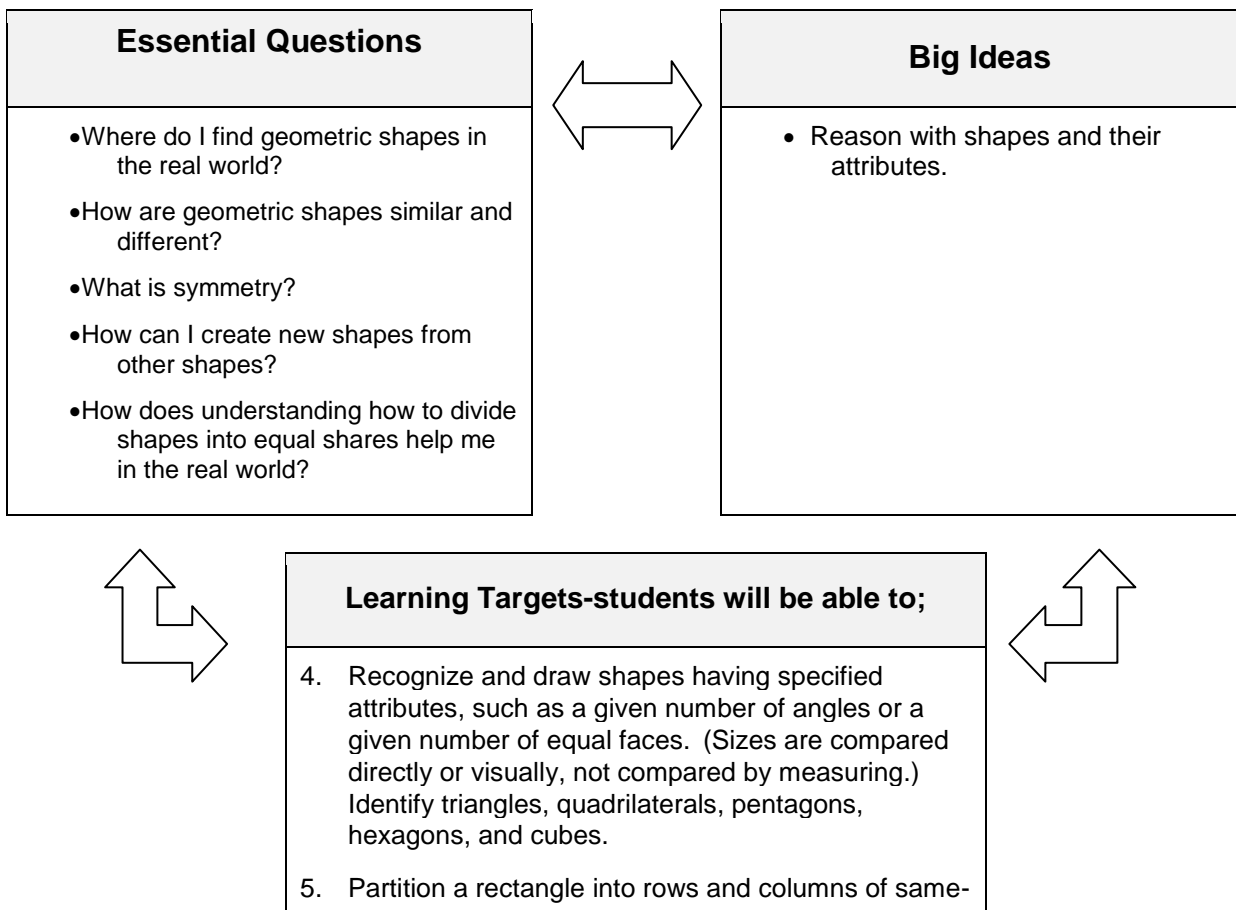 Essential Questions
•Where do I find geometric shapes in
the real world?
•How are geometric shapes similar and
different?
•What is symmetry?
•How can I create new shapes from
other shapes?
•How does understanding how to divide
shapes into equal shares help me
in the real world?
Big Ideas
• Reason with shapes and their
attributes.
Learning Targets-students will be able to;
4. Recognize and draw shapes having specified
attributes, such as a given number of angles or a
given number of equal faces. (Sizes are compared
directly or visually, not compared by measuring.)
Identify triangles, quadrilaterals, pentagons,
hexagons, and cubes.
5. Partition a rectangle into rows and columns of same-